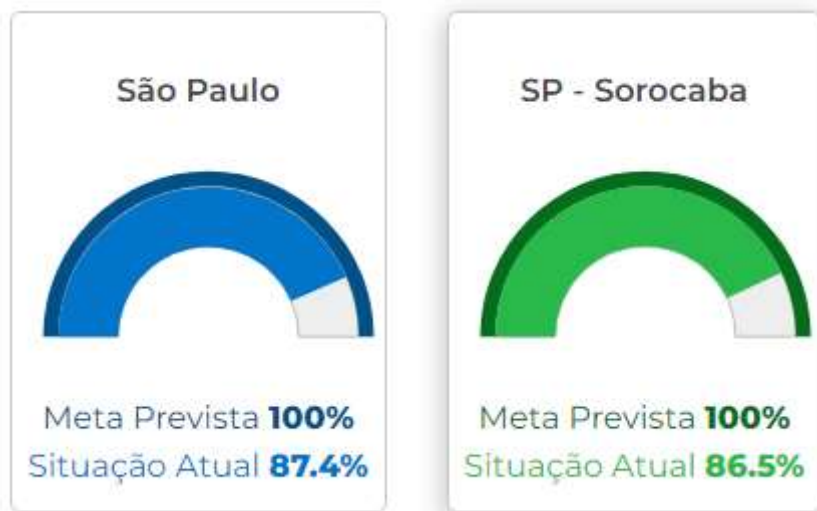 São Paulo
Meta Prevista 100%
Situação Atual 87.4%
SP - Sorocaba
Meta Prevista 100%
Situação Atual 86.5%